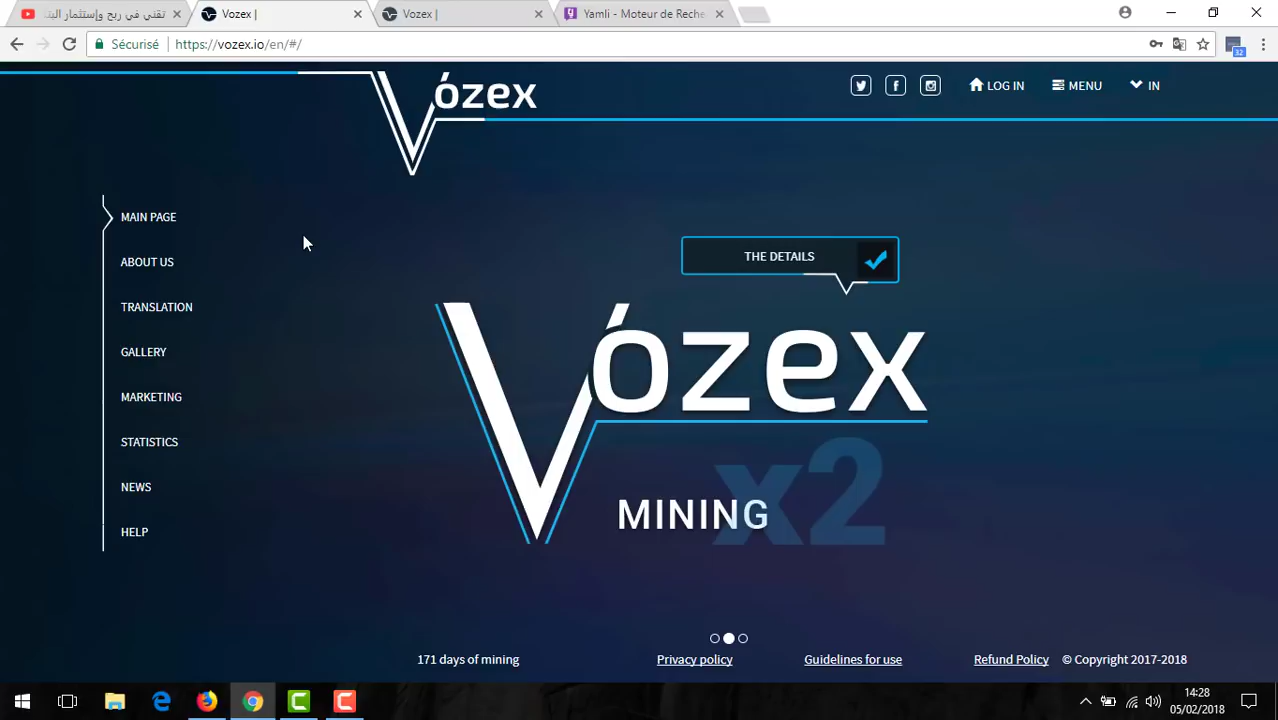 تقني في ربح وإستثمار البتا
Vozex |
Vozex |
Yamli - Moteur de Reche
Sécurisé
https://vozex.io/en/#/
32
Vózex
LOG IN
MENU
IN
MAIN PAGE
ABOUT US
TRANSLATION
GALLERY
MARKETING
STATISTICS
NEWS
HELP
THE DETAILS
Vózex
x2
MINING
171 days of mining
Privacy policy
Guidelines for use
Refund Policy
© Copyright 2017-2018
14:28
05/02/2018